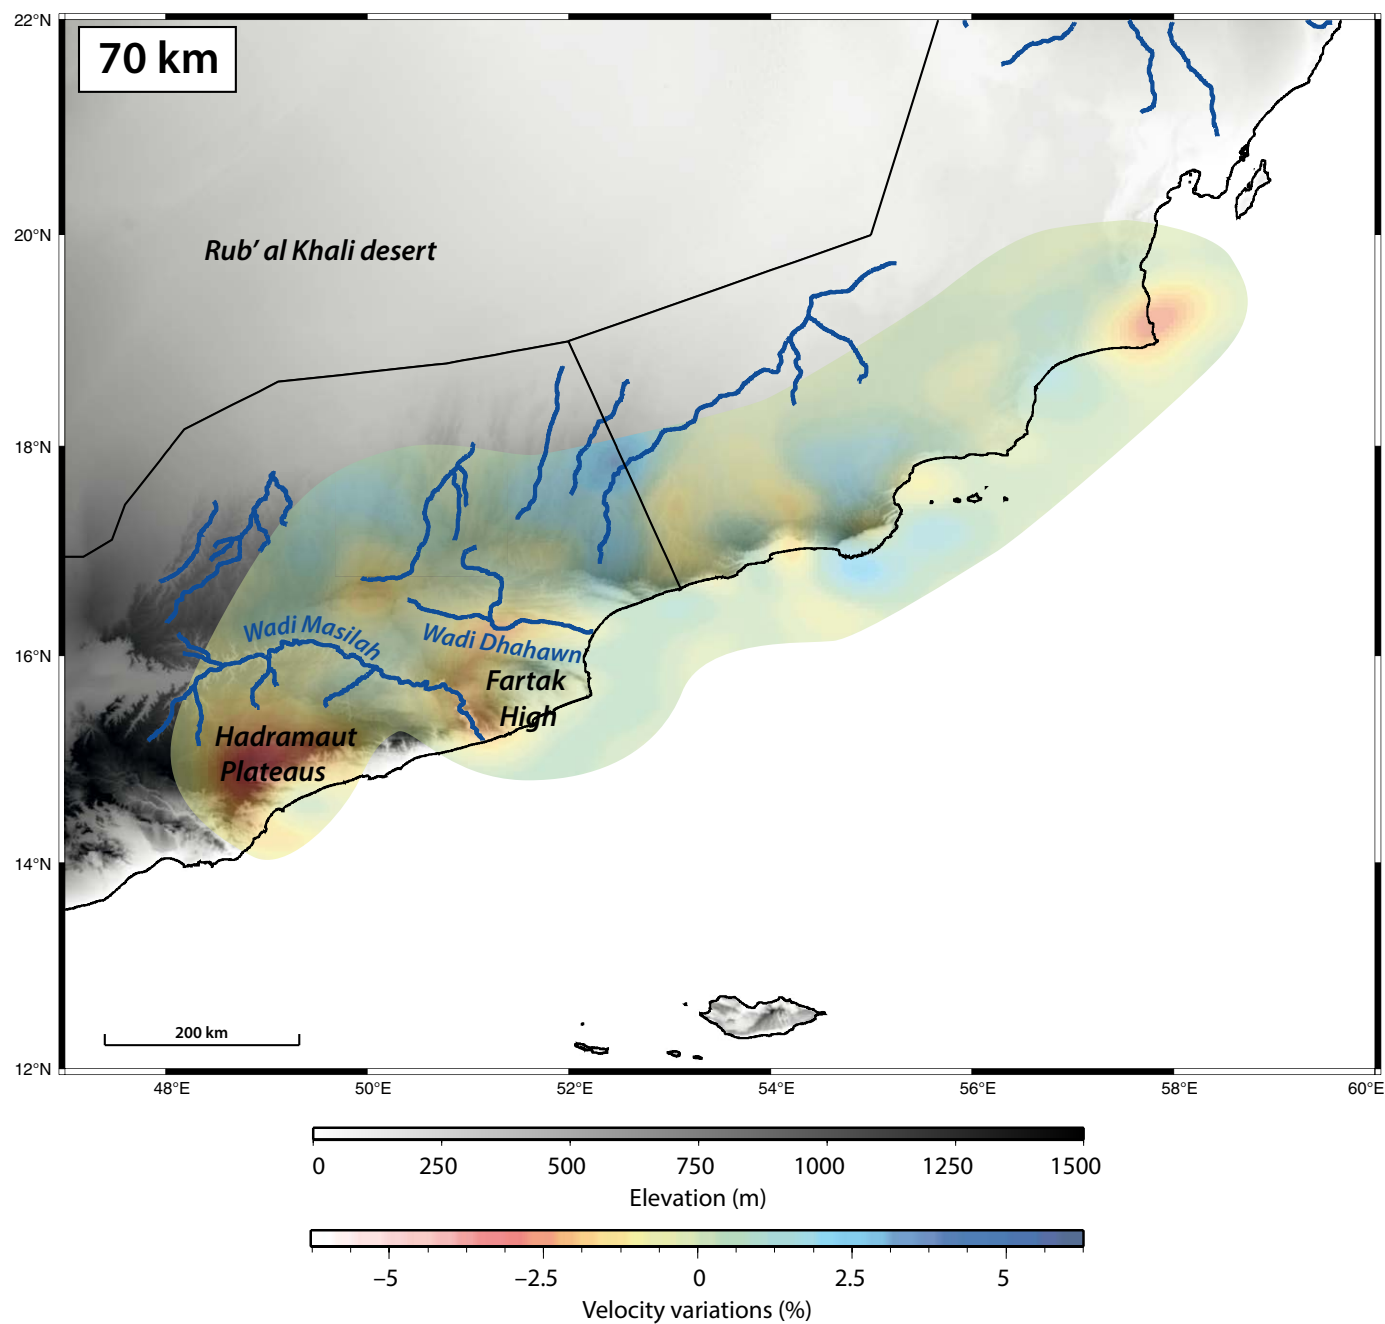 22°N
70 km
20°N
Rub’ al Khali desert
18°N
Wadi Masilah
Wadi Dhahawn
16°N
Fartak
High
Hadramaut
Plateaus
14°N
200 km
12°N
48°E 50°E 52°E 54°E 56°E 58°E 60°E
0 250 500 750 1000 1250 1500
Elevation (m)
−5 −2.5 0 2.5 5
Velocity variations (%)